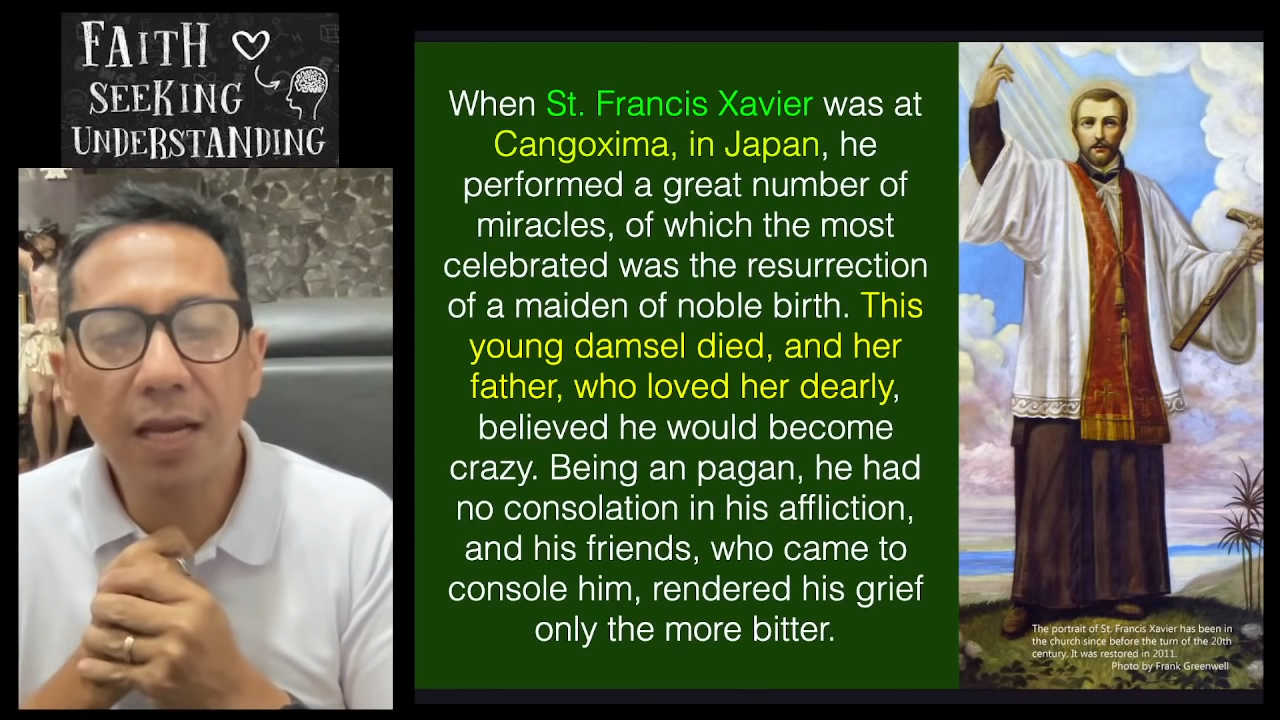 FAITH
SEEKING
UNDERSTANDING
When St. Francis Xavier was at
Cangoxima, in Japan, he
performed a great number of
miracles, of which the most
celebrated was the resurrection
of a maiden of noble birth. This
young damsel died, and her
father, who loved her dearly,
believed he would become
crazy. Being an pagan, he had
no consolation in his affliction,
and his friends, who came to
console him, rendered his grief
only the more bitter.
The portrait of St. Francis Xavier has been in
the church since before the turn of the 20th
century. It was restored in 2011.
Photo by Frank Greenwell